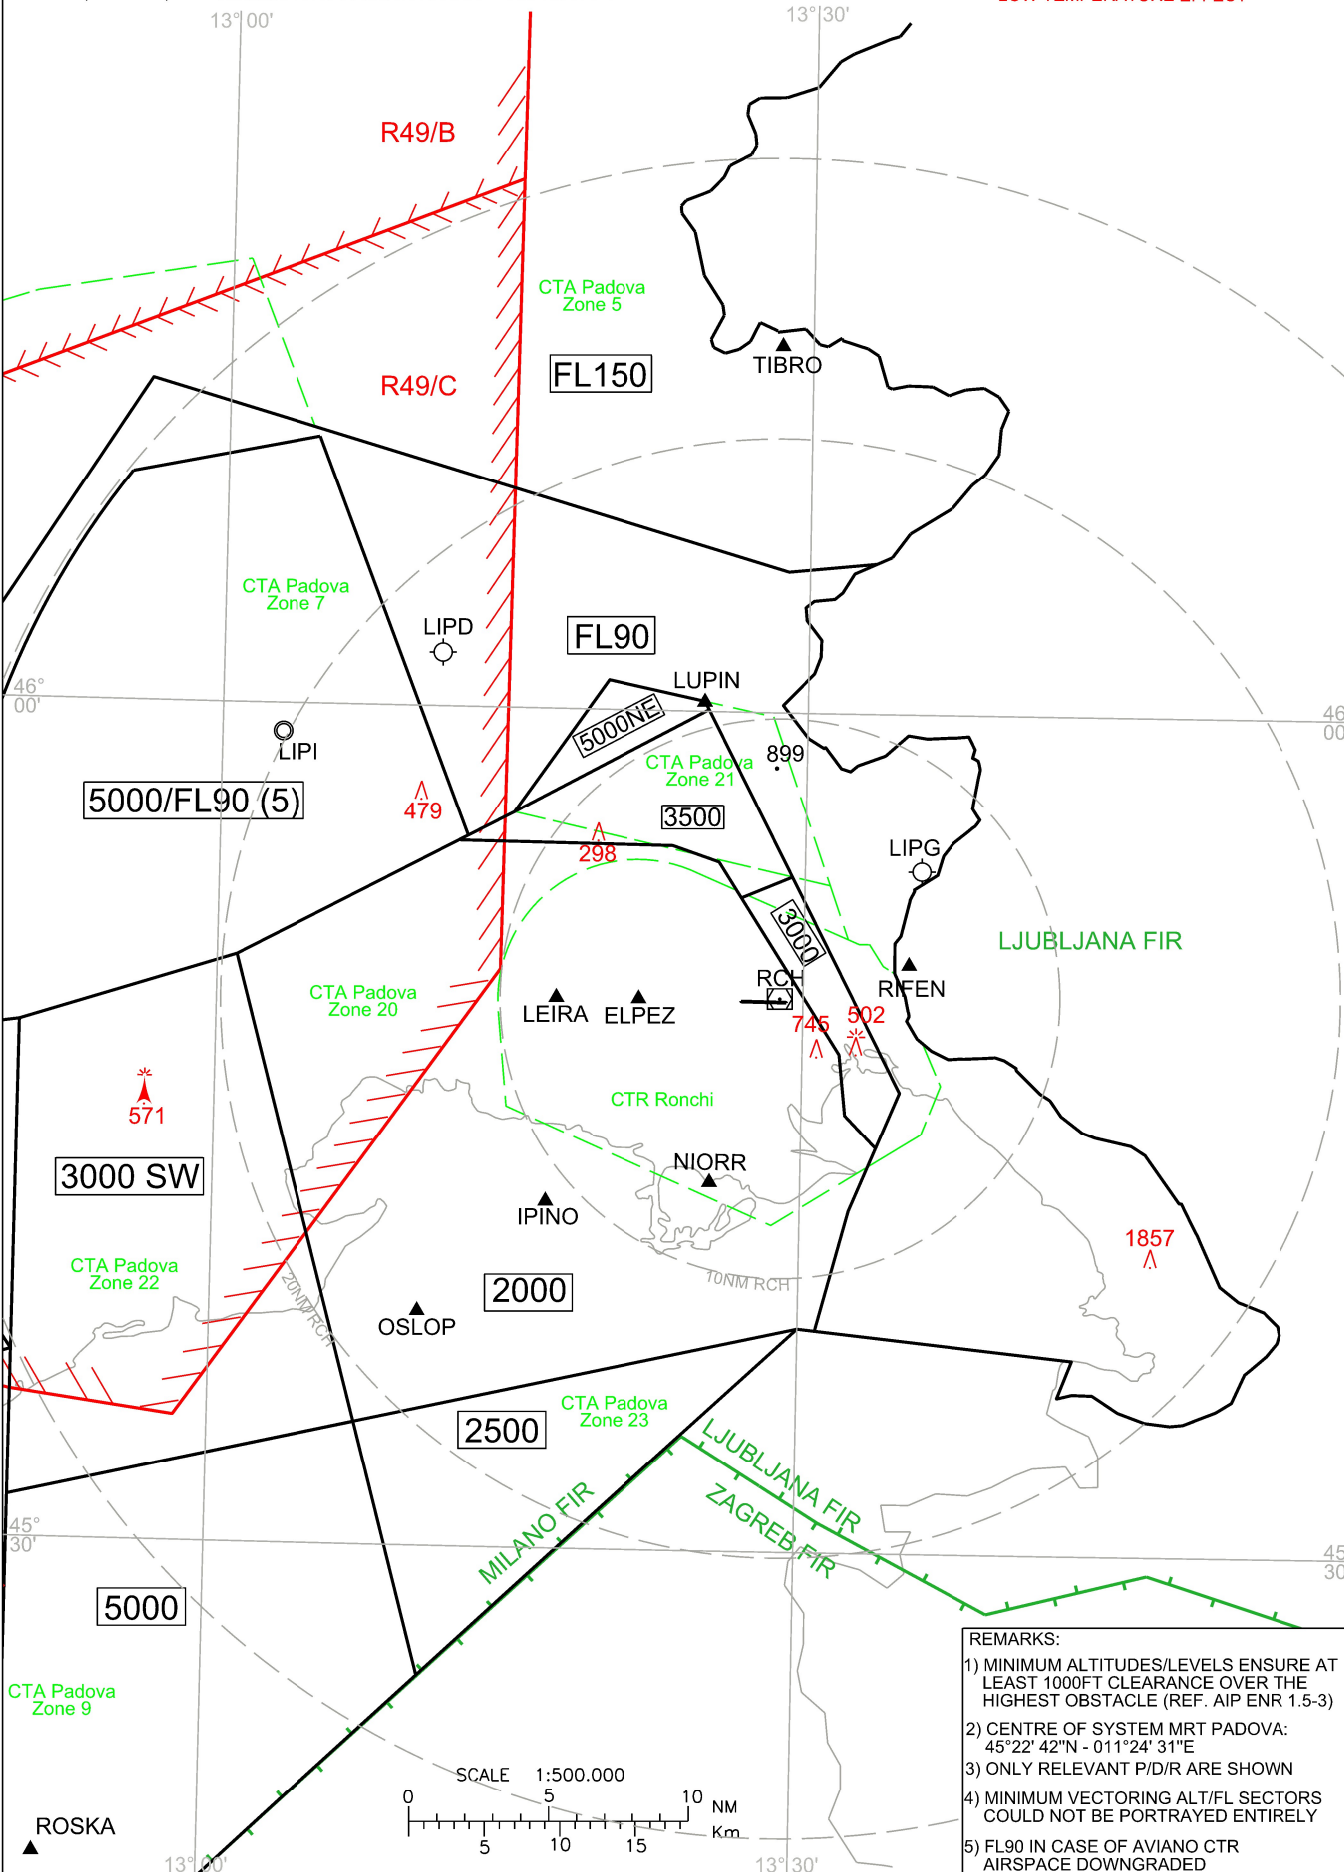 13°00'
13°30'
R49/B
CTA Padova
Zone 5
FL150
TIBRO
R49/C
CTA Padova
Zone 7
LIPD
FL90
LUPIN
46°
00'
46
00
5000NE
LIPI
899
CTA Padova
Zone 21
5000/FL90 (5)
479
3500
298
LIPG
3000
LJUBLJANA FIR
RCH
RIFEN
CTA Padova
Zone 20
LEIRA
ELPEZ
745
502
571
CTR Ronchi
3000 SW
NIORR
IPINO
1857
CTA Padova
Zone 22
20NM RCH
10NM RCH
2000
OSLOP
CTA Padova
Zone 23
2500
LJUBLJANA FIR
ZAGREB FIR
MILANO FIR
45°
30'
45
30
5000
CTA Padova
Zone 9
REMARKS:
1) MINIMUM ALTITUDES/LEVELS ENSURE AT
LEAST 1000FT CLEARANCE OVER THE
HIGHEST OBSTACLE (REF. AIP ENR 1.5-3)
2) CENTRE OF SYSTEM MRT PADOVA:
45°22' 42"N - 011°24' 31"E
3) ONLY RELEVANT P/D/R ARE SHOWN
4) MINIMUM VECTORING ALT/FL SECTORS
COULD NOT BE PORTRAYED ENTIRELY
5) FL90 IN CASE OF AVIANO CTR
AIRSPACE DOWNGRADED
SCALE 1:500.000
0 5 10 NM
5 10 15 Km
ROSKA
13°00'
13°30'